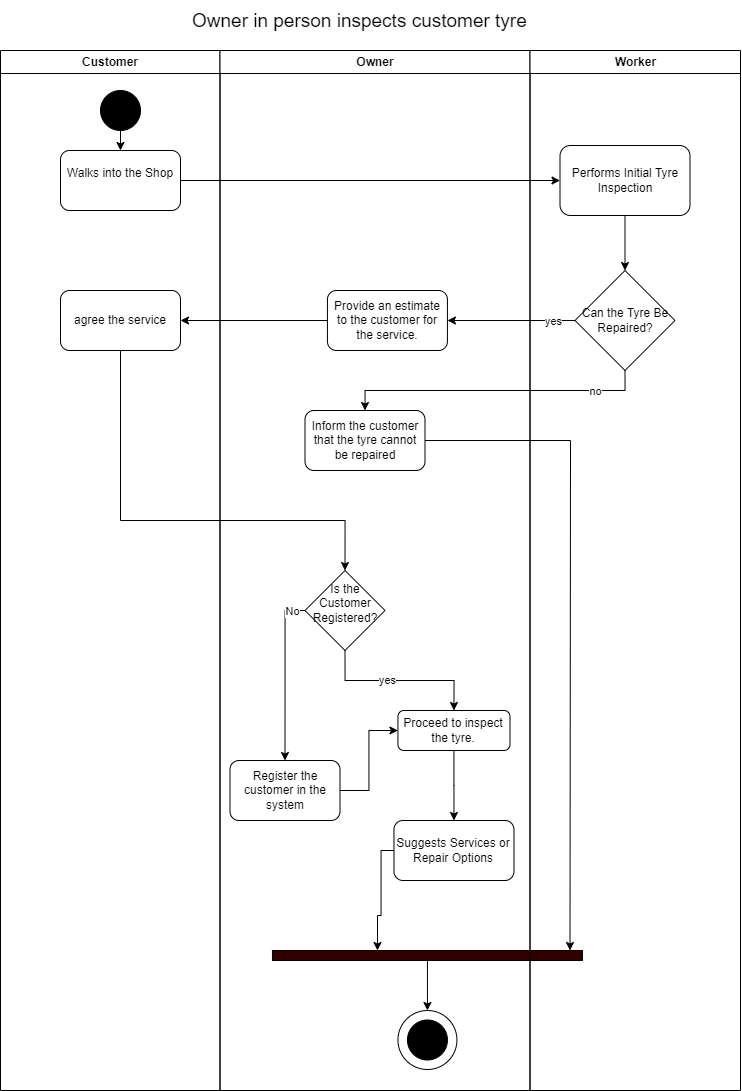 Owner in person inspects customer tyre
Customer
Owner
Worker
Walks into the Shop
Performs Initial Tyre
Inspection
agree the service
Provide an estimate
to the customer for
the service.
yes
Can the Tyre Be
Repaired?
no
Inform the customer
that the tyre cannot
be repaired
Is the
Customer
Registered?
No
yes
Proceed to inspect
the tyre.
Register the
customer in the
system
Suggests Services or
Repair Options